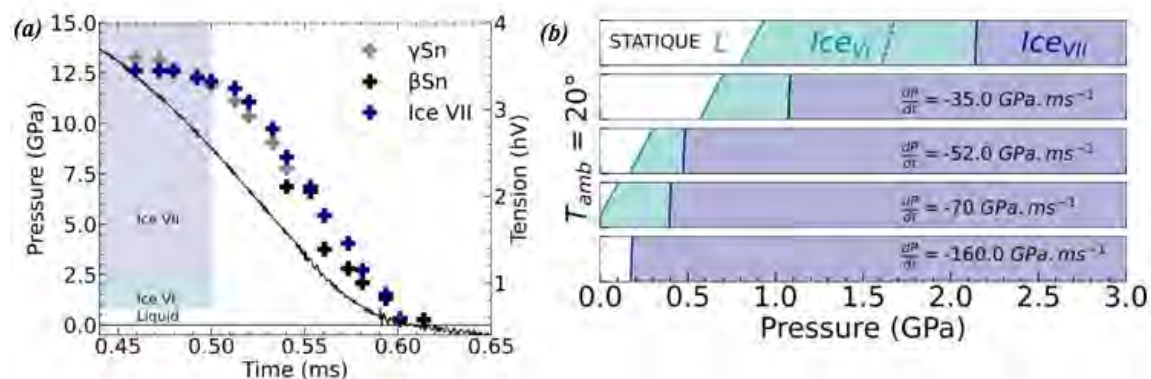 (a)
15.0
12.5
10.0
7.5
5.0
2.5
0.0
Pressure (GPa)
γSn
βSn
Ice VII
Ice VII
Ice VI
Liquid
4
3
2
1
Tension (hV)
0.45 0.50 0.55 0.60 0.65
Time (ms)
(b)
T_amb = 20°
STATIQUE L Ice_VI Ice_VII
dP/dt = -35.0 GPa.ms⁻¹
dP/dt = -52.0 GPa.ms⁻¹
dP/dt = -70 GPa.ms⁻¹
dP/dt = -160.0 GPa.ms⁻¹
0.0 0.5 1.0 1.5 2.0 2.5 3.0
Pressure (GPa)